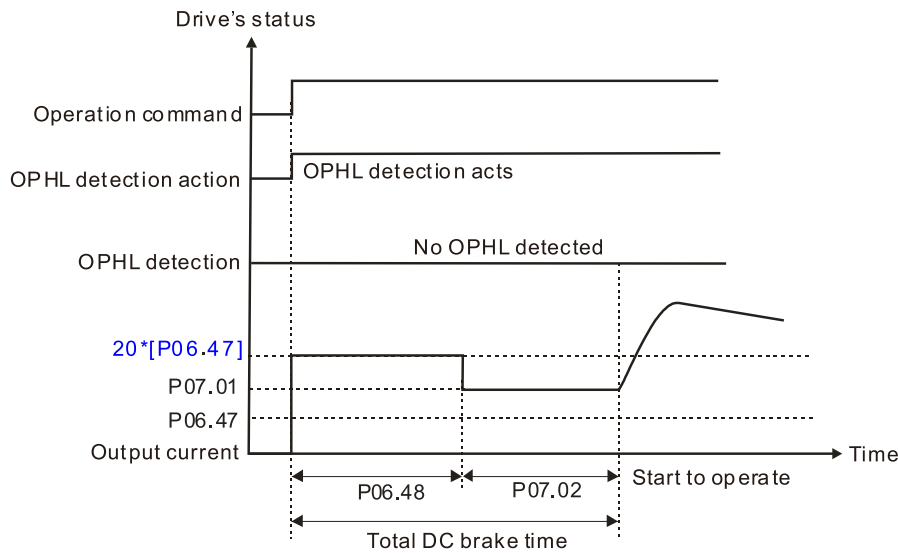 Drive's status
Operation command
OPHL detection action
OPHL detection acts
No OPHL detected
OPHL detection
20*[P06.47]
P07.01
P06.47
Output current
Time
Start to operate
P06.48
P07.02
Total DC brake time